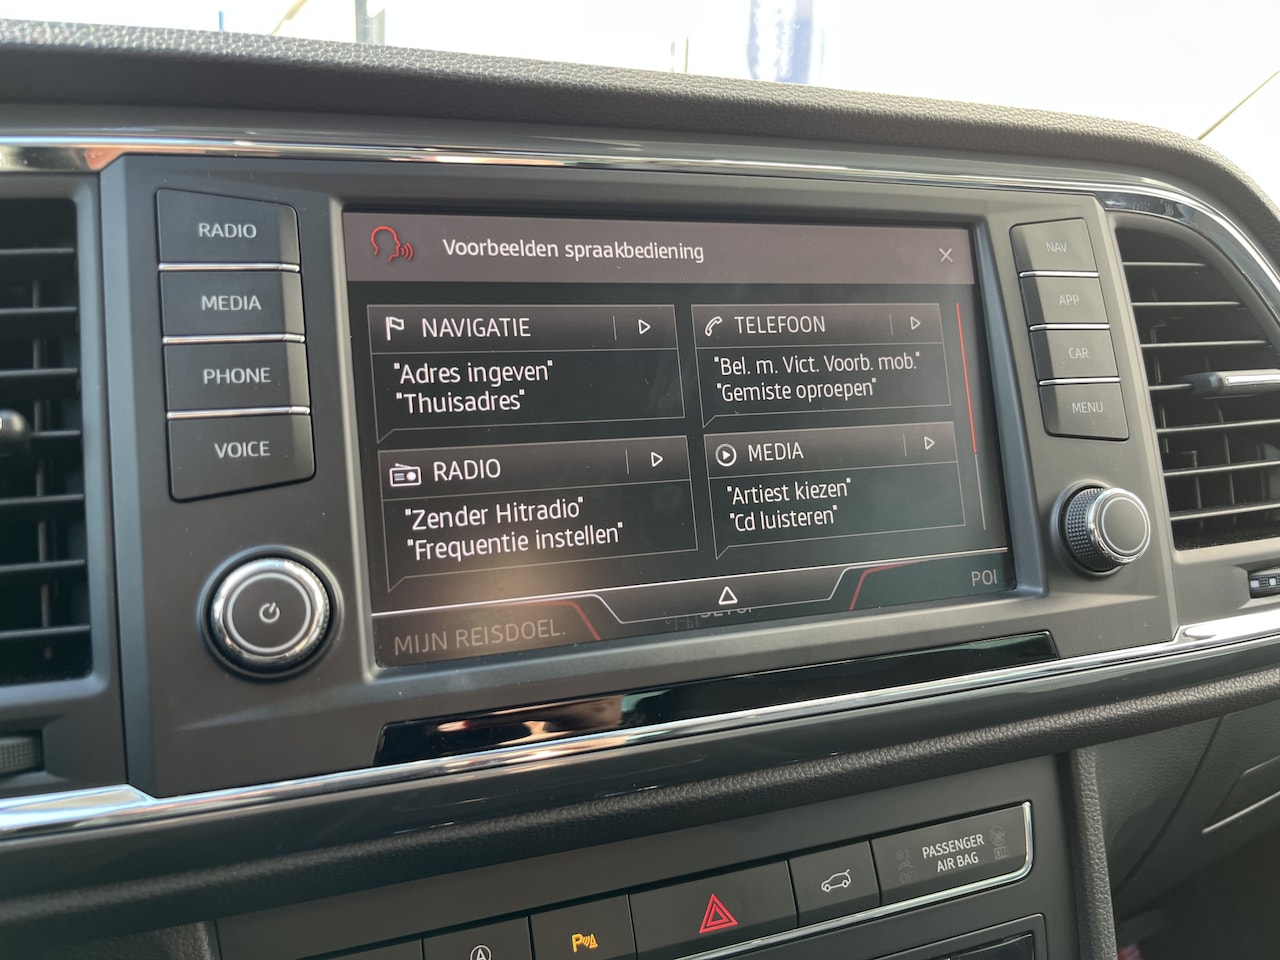 RADIO
MEDIA
PHONE
VOICE
Voorbeelden spraakbediening
NAVIGATIE
"Adres ingeven"
"Thuisadres"
TELEFOON
"Bel. m. Vict. Voorb. mob."
"Gemiste oproepen"
RADIO
"Zender Hitradio"
"Frequentie instellen"
MEDIA
"Artiest kiezen"
"Cd luisteren"
MIJN REISDOEL.
POI
NAV
APP
CAR
MENU
A
P
PASSENGER
AIR BAG
OFF